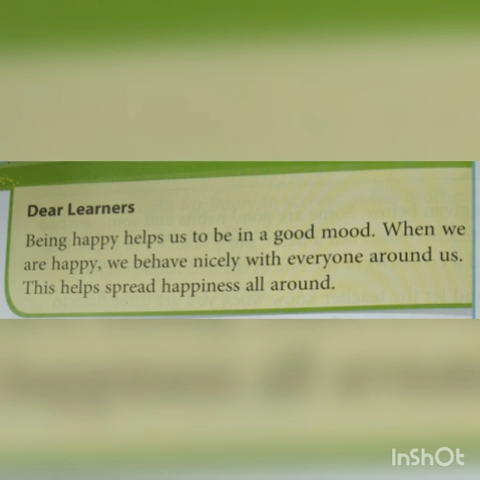 Dear Learners
Being happy helps us to be in a good mood. When we
are happy, we behave nicely with everyone around us.
This helps spread happiness all around.
InShOt